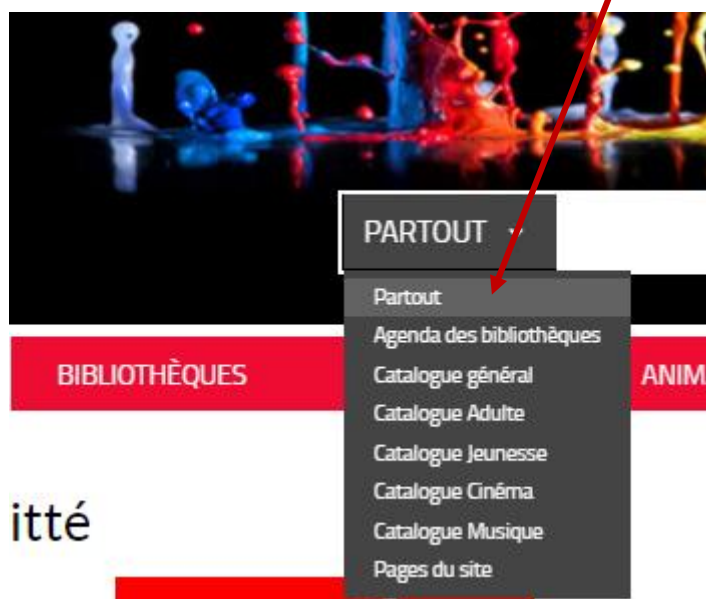 PARTOUT
Partout
Agenda des bibliothèques
BIBLIOTHÈQUES
Catalogue général
ANIM
Catalogue Adulte
Catalogue Jeunesse
Catalogue Cinéma
itté
Catalogue Musique
Pages du site